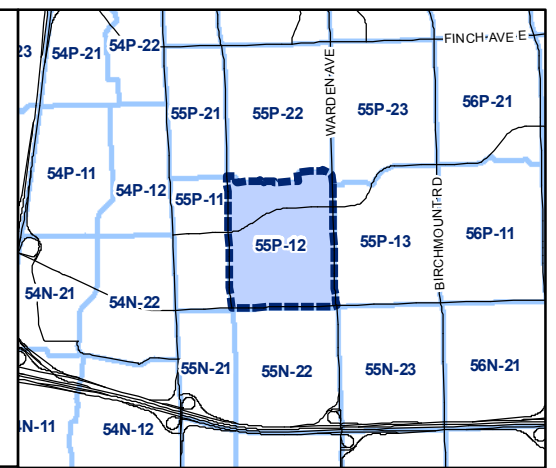 FINCH AVE E
23
54P-21
54P-22
WARDEN AVE
55P-21
55P-22
55P-23
56P-21
54P-11
54P-12
55P-11
55P-12
55P-13
56P-11
BIRCHMOUNT RD
54N-21
54N-22
55N-21
55N-22
55N-23
56N-21
N-11
54N-12